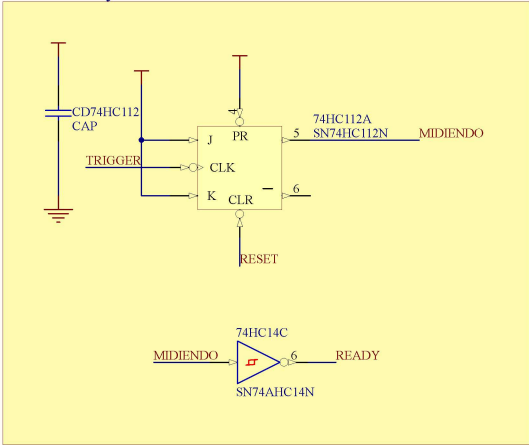 CD74HC112
CAP
4
PR
74HC112A
SN74HC112N
J
5
MIDIENDO
TRIGGER
CLK
K
6
CLR
RESET
74HC14C
MIDIENDO
6
READY
SN74AHC14N